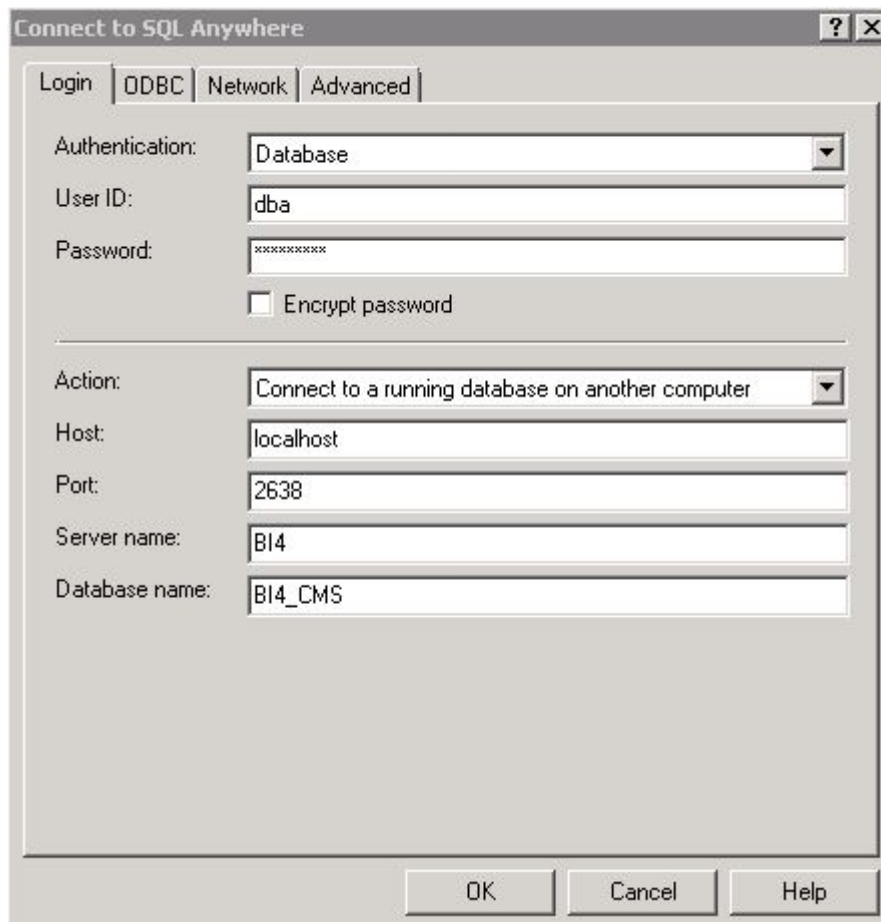 Connect to SQL Anywhere
Login ODBC Network Advanced
Authentication: Database
User ID: dba
Password: *********
Encrypt password
Action: Connect to a running database on another computer
Host: localhost
Port: 2638
Server name: BI4
Database name: BI4_CMS
OK Cancel Help